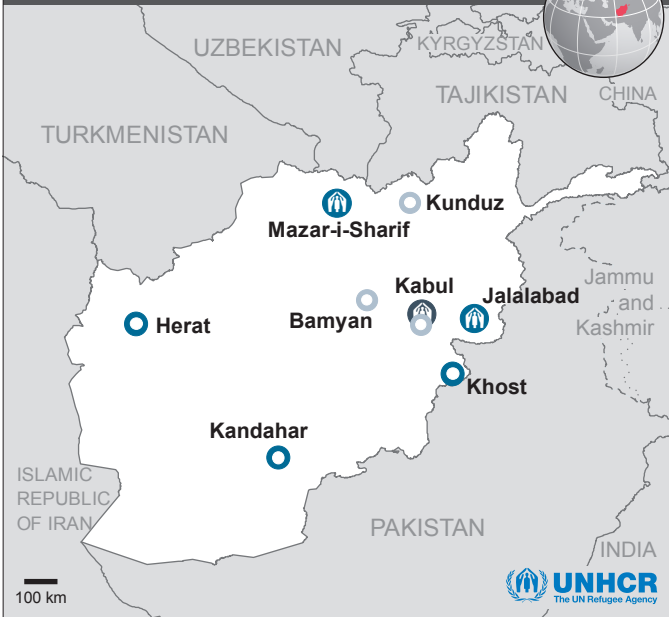 UZBEKISTAN
KYRGYZSTAN
TAJIKISTAN
CHINA
TURKMENISTAN
Kunduz
Mazar-i-Sharif
Kabul
Jalalabad
Jammu
and
Kashmir
Herat
Bamyan
Khost
Kandahar
ISLAMIC
REPUBLIC
OF IRAN
PAKISTAN
INDIA
100 km
UNHCR
The UN Refugee Agency